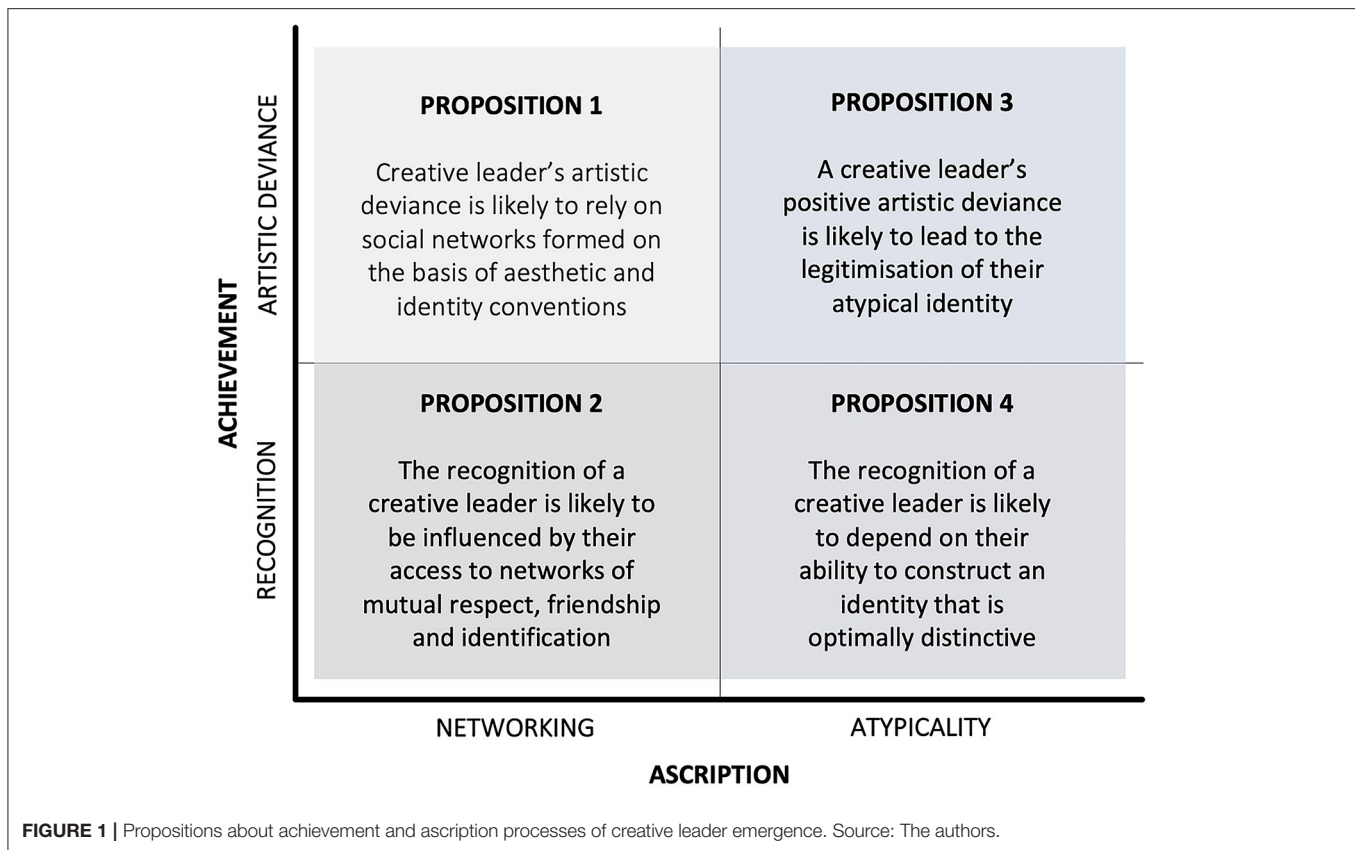 ACHIEVEMENT
ARTISTIC DEVIANCE
RECOGNITION
PROPOSITION 1
Creative leader’s artistic
deviance is likely to rely on
social networks formed on
the basis of aesthetic and
identity conventions
PROPOSITION 3
A creative leader’s
positive artistic deviance
is likely to lead to the
legitimisation of their
atypical identity
PROPOSITION 2
The recognition of a
creative leader is likely to
be influenced by their
access to networks of
mutual respect, friendship
and identification
PROPOSITION 4
The recognition of a
creative leader is likely
to depend on their
ability to construct an
identity that is
optimally distinctive
NETWORKING
ATYPICALITY
ASCRIPTION
FIGURE 1 | Propositions about achievement and ascription processes of creative leader emergence. Source: The authors.